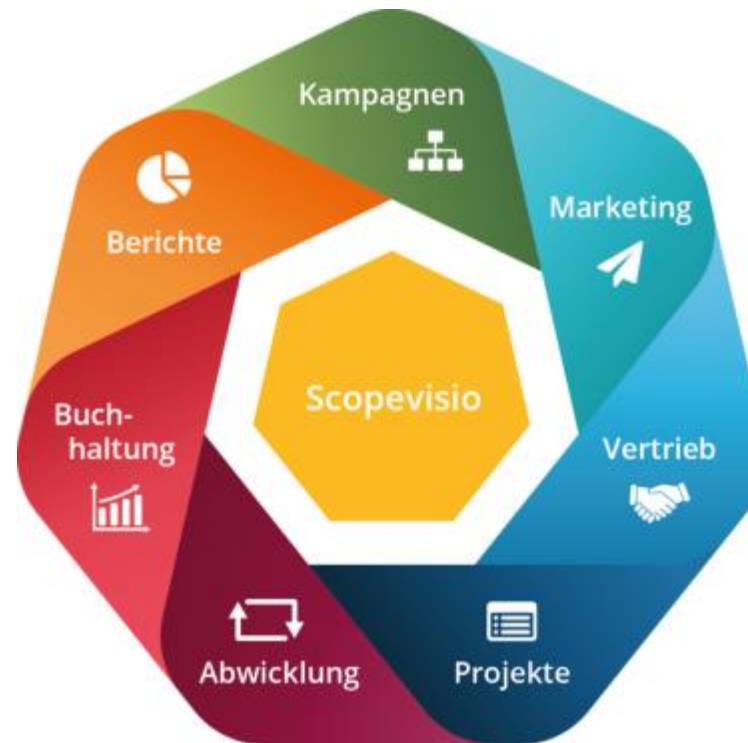 Kampagnen
Marketing
Vertrieb
Projekte
Abwicklung
Buch-
haltung
Berichte
Scopevisio